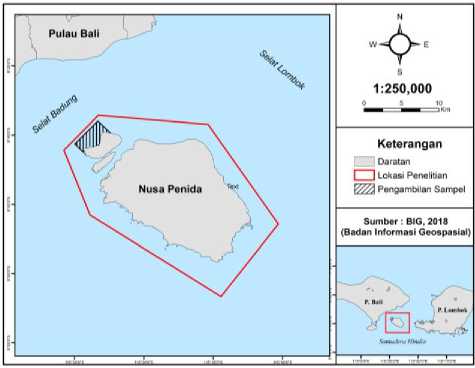 Pulau Bali
Selat Lombok
Selat Badung
Nusa Penida
Text
N
W
E
S
1:250,000
0 5 10
Km
Keterangan
Daratan
Lokasi Penelitian
Pengambilan Sampel
Sumber : BIG, 2018
(Badan Informasi Geospasial)
P. Bali
P. Lombok
Samudera Hindia